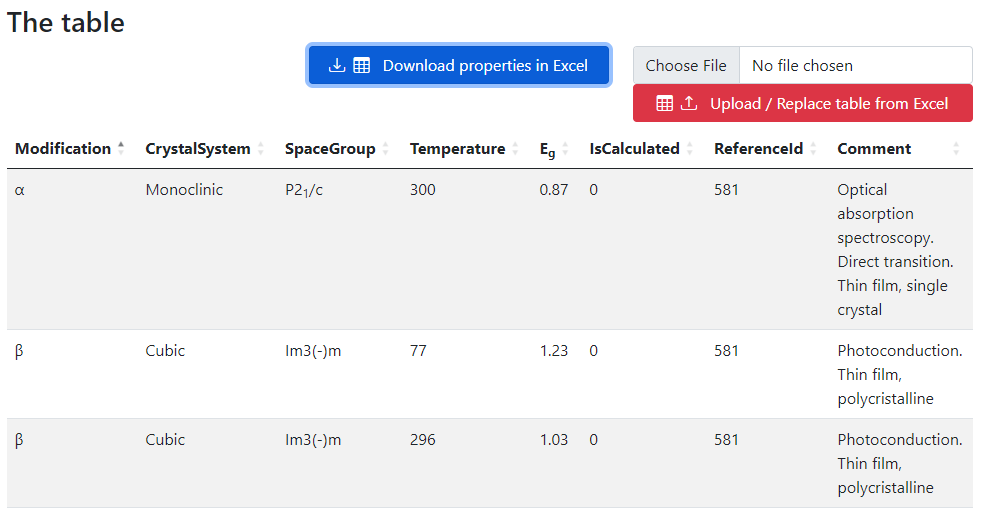 The table
Download properties in Excel
Choose File No file chosen
Upload / Replace table from Excel
Modification CrystalSystem SpaceGroup Temperature Eg IsCalculated ReferenceId Comment
α Monoclinic P2₁/c 300 0.87 0 581 Optical
absorption
spectroscopy.
Direct transition.
Thin film, single
crystal
β Cubic Im3(-)m 77 1.23 0 581 Photoconduction.
Thin film,
polycristalline
β Cubic Im3(-)m 296 1.03 0 581 Photoconduction.
Thin film,
polycristalline